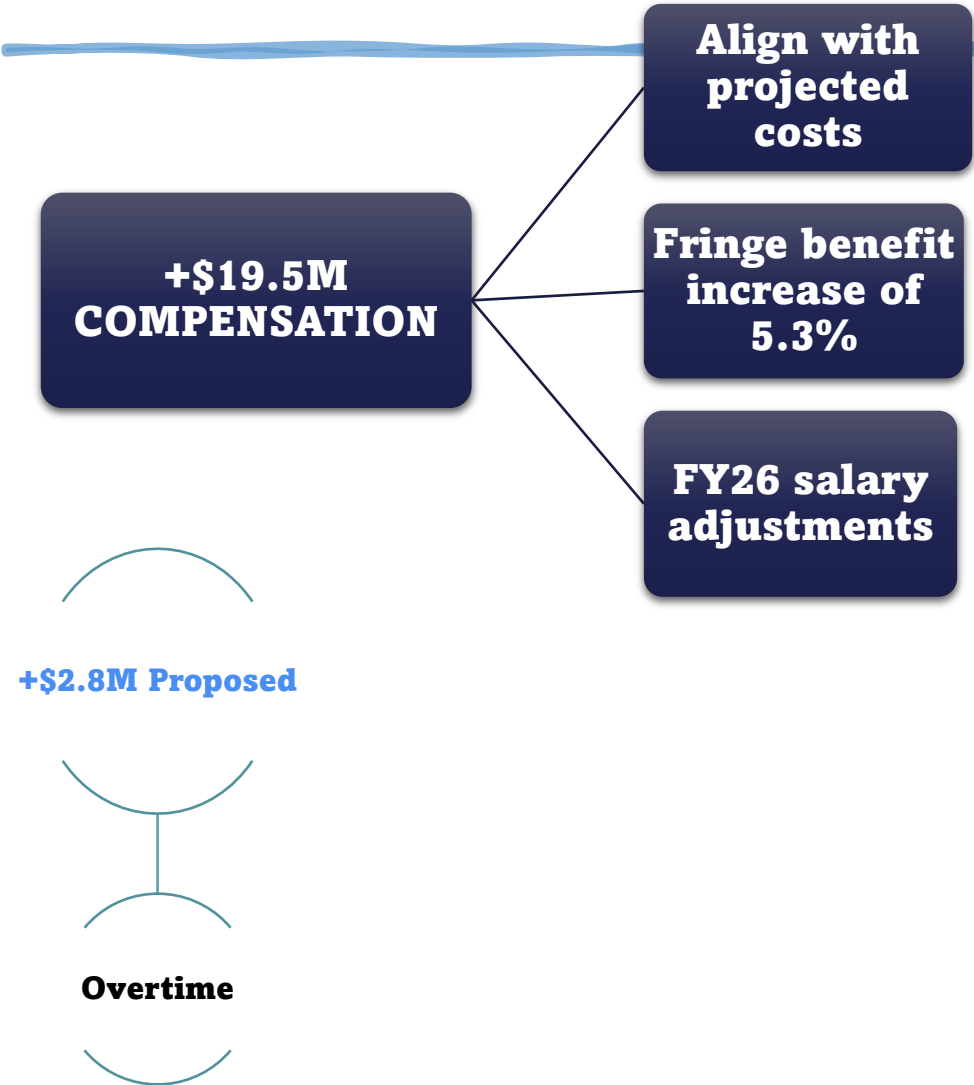 Align with
projected
costs
+$19.5M
COMPENSATION
Fringe benefit
increase of
5.3%
FY26 salary
adjustments
+$2.8M Proposed
Overtime